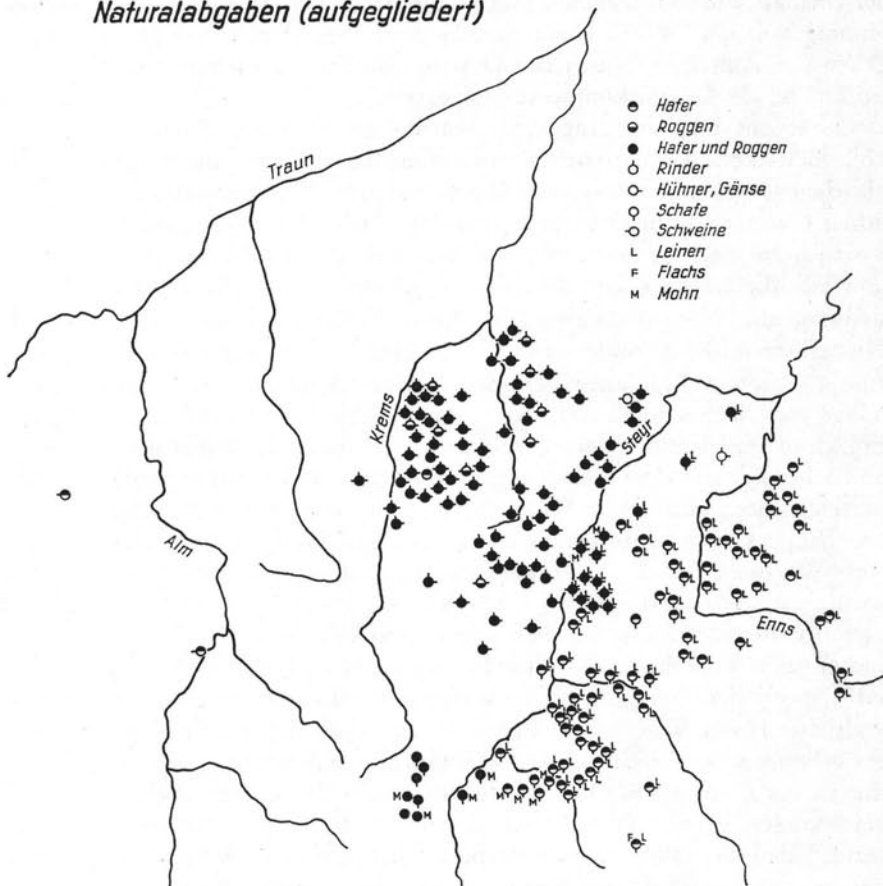 Naturalabgaben (aufgegliedert)
Hafer
Roggen
Hafer und Roggen
Rinder
Hühner, Gänse
Schafe
Schweine
L Leinen
F Flachs
M Mohn
Traun
Krems
Steyr
Alm
Enns